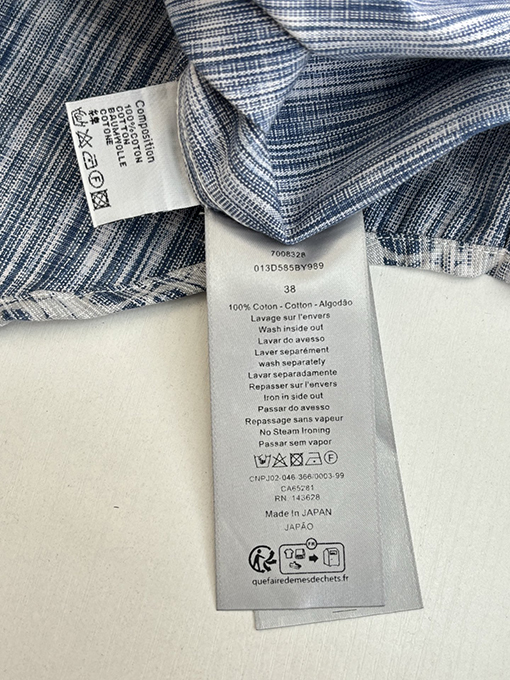 Composition
100%COTON
COTTON
BAUMWOLLE
棉
COTONE
7008328
013D585BY989
38
100% Coton - Cotton - Algodão
Lavage sur l'envers
Wash inside out
Lavar do avesso
Laver separément
wash separately
Lavar separadamente
Repasser sur l'envers
Iron in side out
Passar do avesso
Repassage sans vapeur
No Steam Ironing
Passar sem vapor
F
CNPJ02-046 366/0003-99
CA65281
RN: 143628
Made In JAPAN
JAPÃO
FR
quefairedemesdechets.fr